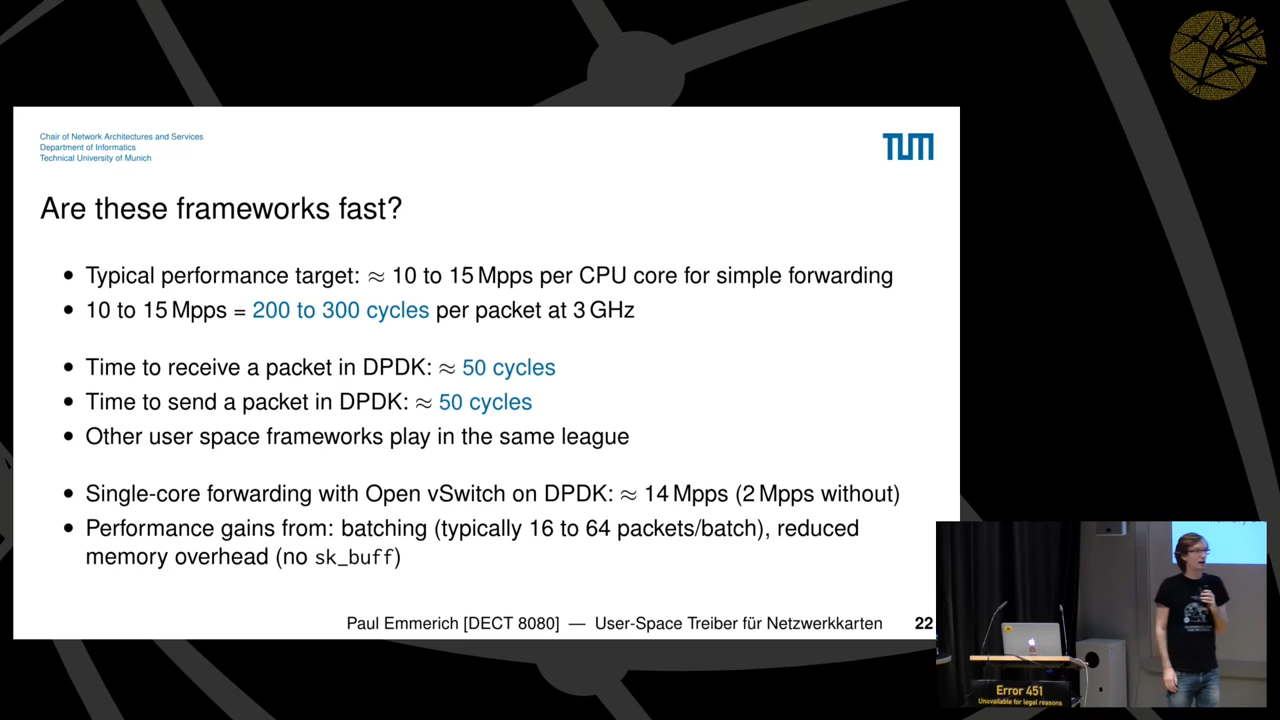 Chair of Network Architectures and Services
Department of Informatics
Technical University of Munich
TUM
Are these frameworks fast?
• Typical performance target: ≈ 10 to 15 Mpps per CPU core for simple forwarding
• 10 to 15 Mpps = 200 to 300 cycles per packet at 3 GHz
• Time to receive a packet in DPDK: ≈ 50 cycles
• Time to send a packet in DPDK: ≈ 50 cycles
• Other user space frameworks play in the same league
• Single-core forwarding with Open vSwitch on DPDK: ≈ 14 Mpps (2 Mpps without)
• Performance gains from: batching (typically 16 to 64 packets/batch), reduced
memory overhead (no sk_buff)
Paul Emmerich [DECT 8080] — User-Space Treiber für Netzwerkkarten 22
Error 451
Unavailable for legal reasons